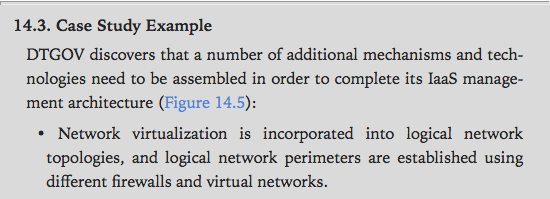 14.3. Case Study Example
DTGOV discovers that a number of additional mechanisms and tech-
nologies need to be assembled in order to complete its IaaS manage-
ment architecture (Figure 14.5):
• Network virtualization is incorporated into logical network
topologies, and logical network perimeters are established using
different firewalls and virtual networks.